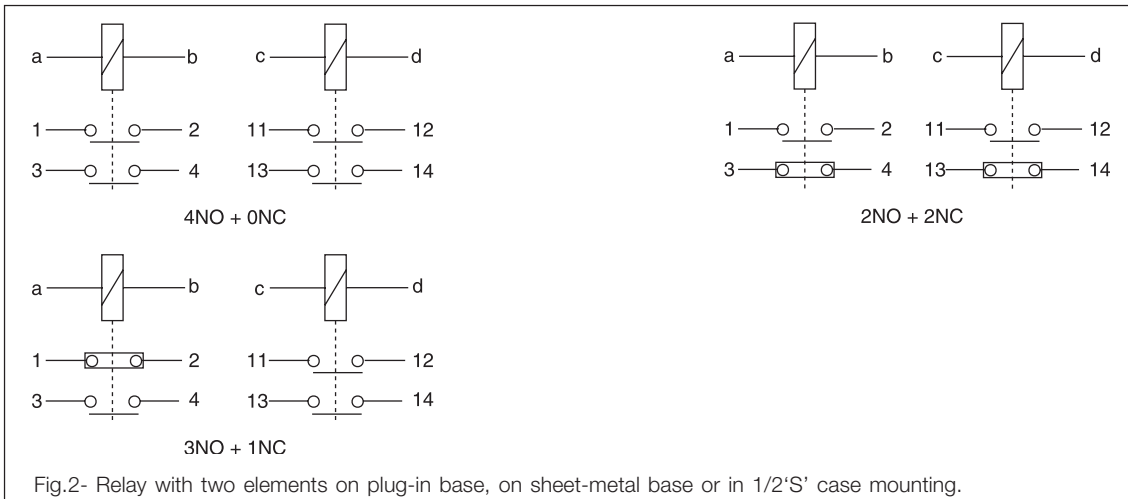 a b c d
1 2 11 12
3 4 13 14
4NO + 0NC
a b c d
1 2 11 12
3 4 13 14
2NO + 2NC
a b c d
1 2 11 12
3 4 13 14
3NO + 1NC
Fig.2- Relay with two elements on plug-in base, on sheet-metal base or in 1/2‘S’ case mounting.